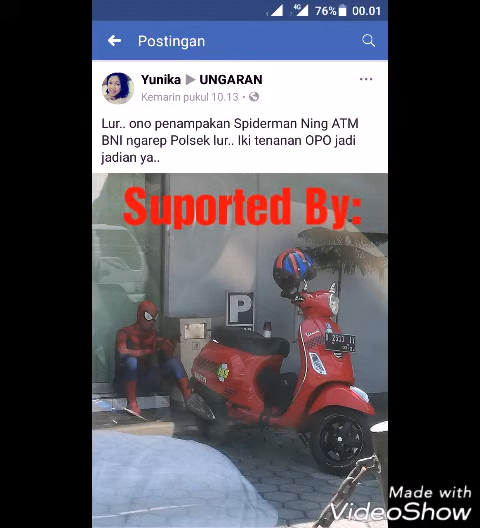 4G 76% 00.01
Postingan
Yunika ▶ UNGARAN
Kemarin pukul 10.13 •
Lur.. ono penampakan Spiderman Ning ATM
BNI ngarep Polsek lur.. Iki tenanan OPO jadi
jadian ya..
Suported By:
P
Made with
VideoShow